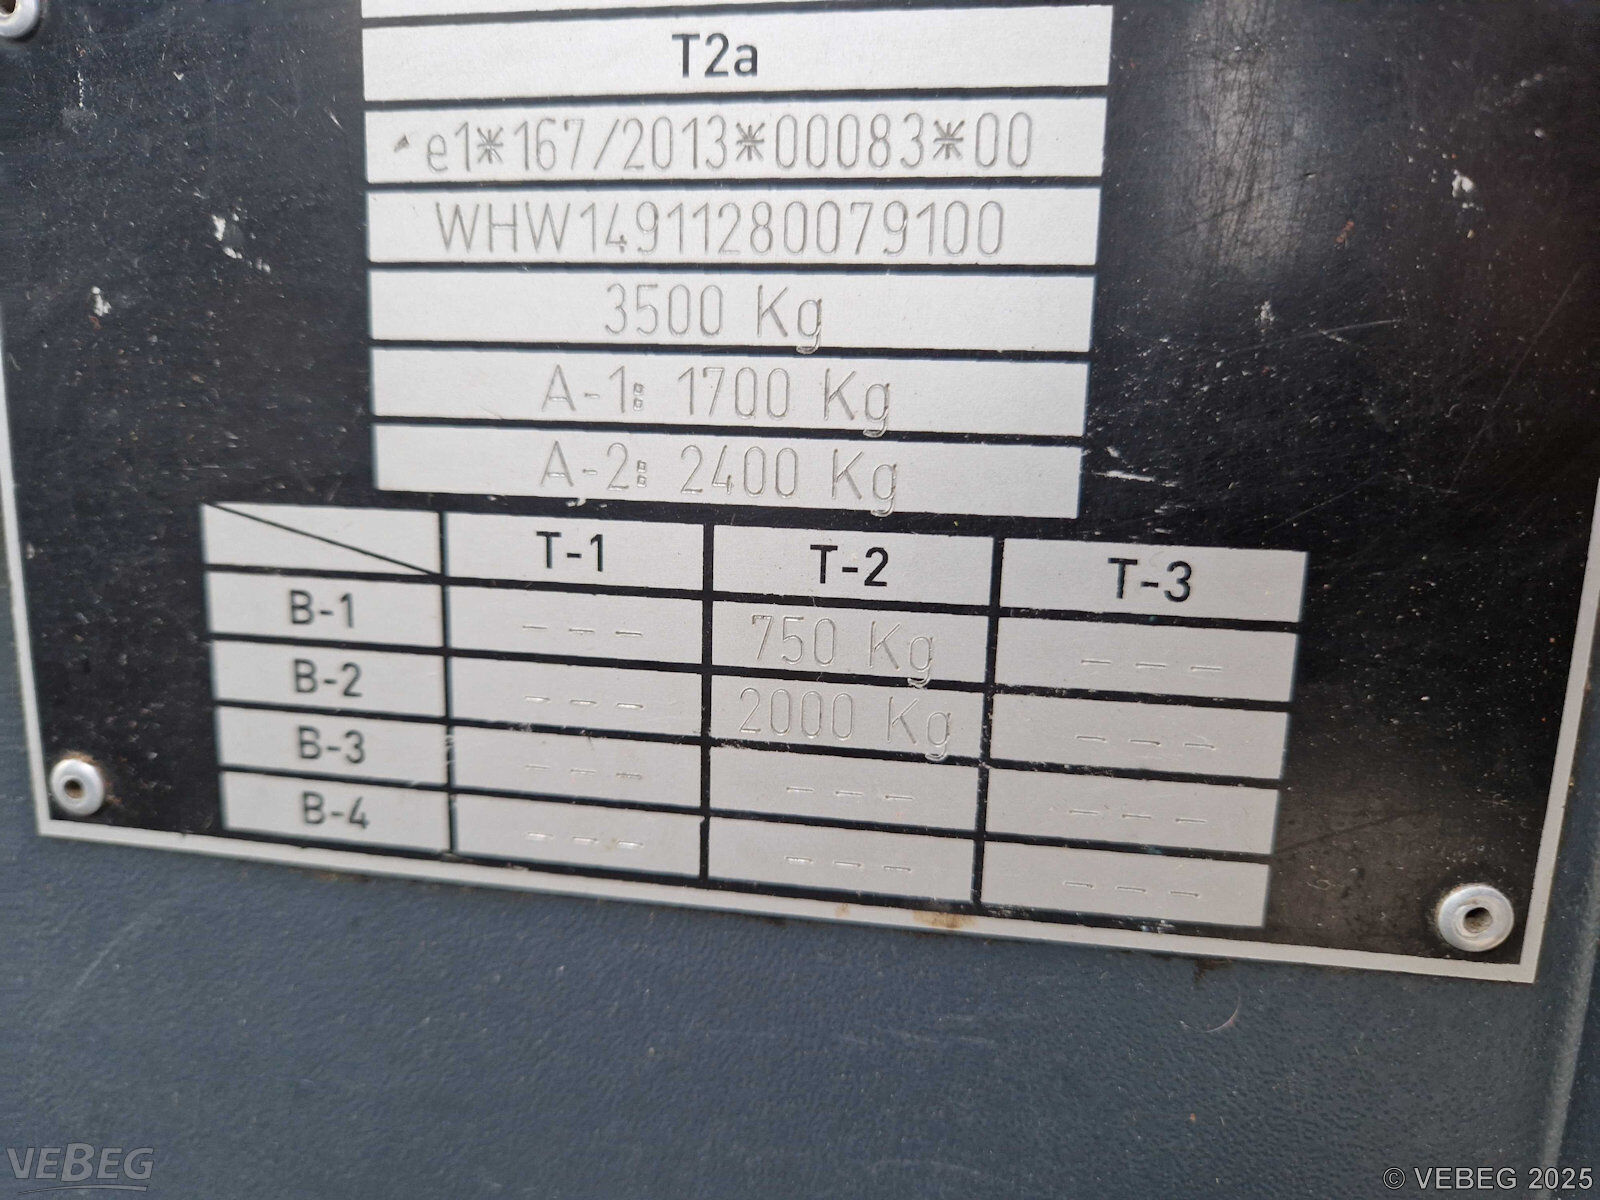 T2a
e1*167/2013*00083*00
WHW14911280079100
3500 Kg
A-1: 1700 Kg
A-2: 2400 Kg
T-1 T-2 T-3
B-1 --- 750 Kg ---
B-2 --- 2000 Kg ---
B-3 --- --- ---
B-4 --- --- ---
VEBEG
© VEBEG 2025